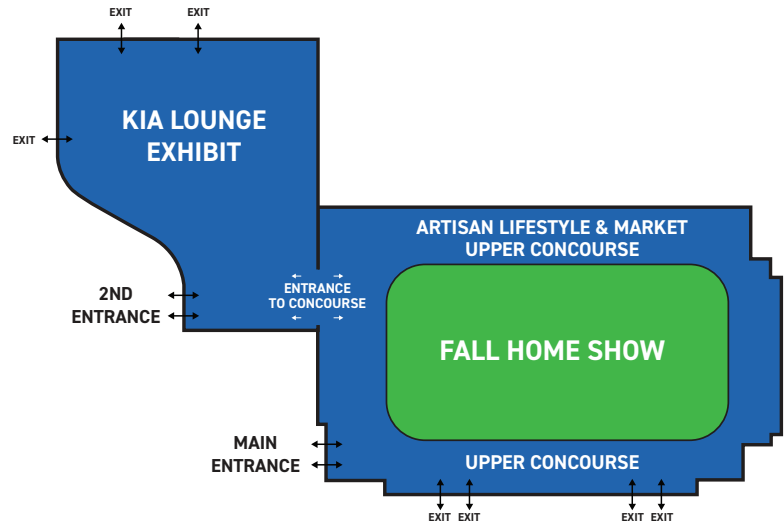 EXIT
EXIT
KIA LOUNGE
EXHIBIT
EXIT
ARTISAN LIFESTYLE & MARKET
UPPER CONCOURSE
2ND
ENTRANCE
ENTRANCE
TO CONCOURSE
FALL HOME SHOW
MAIN
ENTRANCE
UPPER CONCOURSE
EXIT
EXIT
EXIT
EXIT